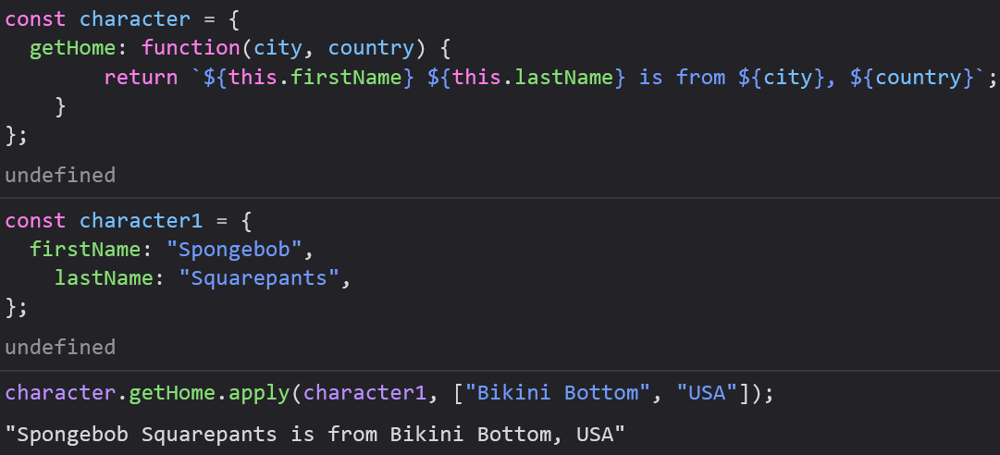 const character = {
  getHome: function(city, country) {
        return `${this.firstName} ${this.lastName} is from ${city}, ${country}`;
    }
};
undefined
const character1 = {
  firstName: "Spongebob",
    lastName: "Squarepants",
};
undefined
character.getHome.apply(character1, ["Bikini Bottom", "USA"]);
"Spongebob Squarepants is from Bikini Bottom, USA"